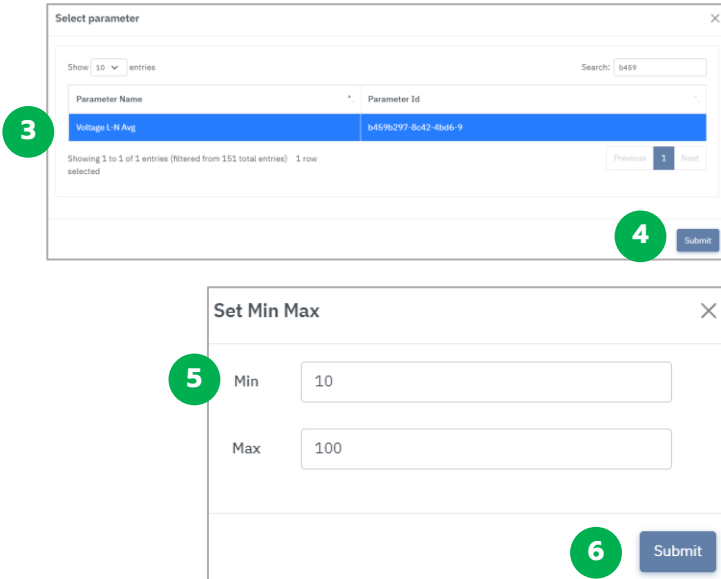 Select parameter ×
Show 10 entries Search: b459
Parameter Name Parameter Id
3
Voltage L-N Avg b459b297-8c42-4bd6-9
Showing 1 to 1 of 1 entries (filtered from 151 total entries) 1 row
selected
Previous 1 Next
4 Submit
Set Min Max ×
5 Min 10
Max 100
6 Submit